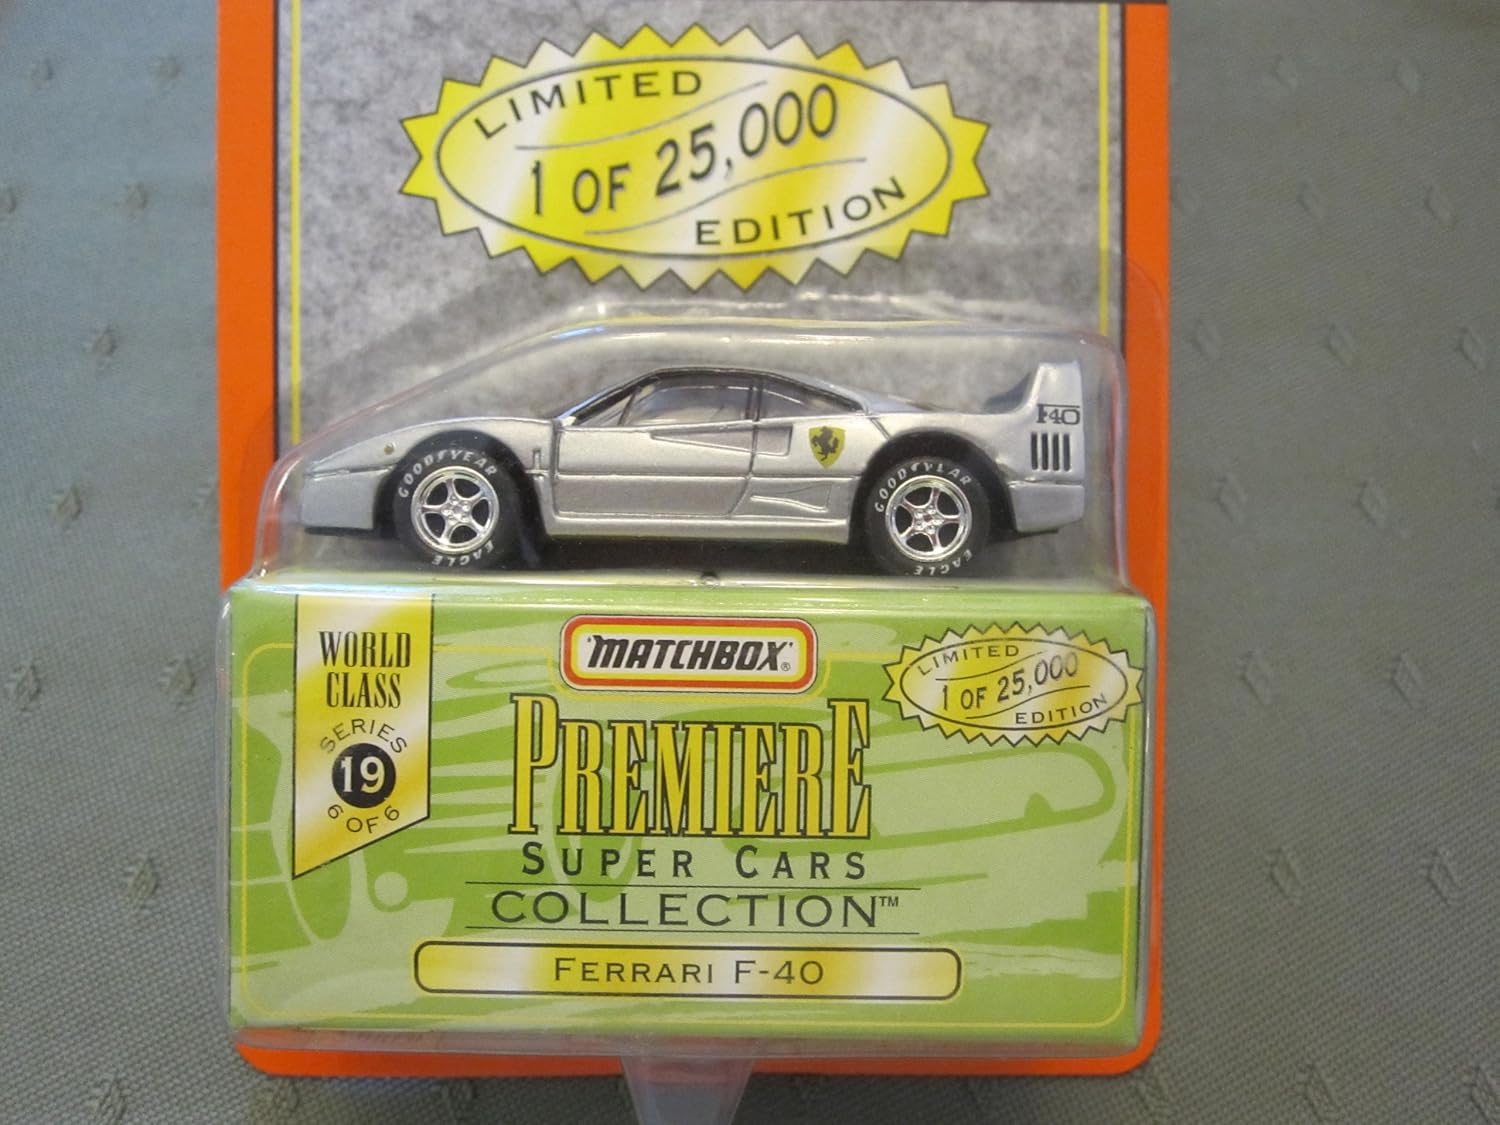 LIMITED
1 OF 25,000
EDITION
F40
GOODYEAR
EAGLE
GOODYEAR
EAGLE
WORLD
CLASS
SERIES
19
6 OF 6
"MATCHBOX"®
LIMITED
1 OF 25,000
EDITION
PREMIERE
SUPER CARS
COLLECTION™
FERRARI F-40